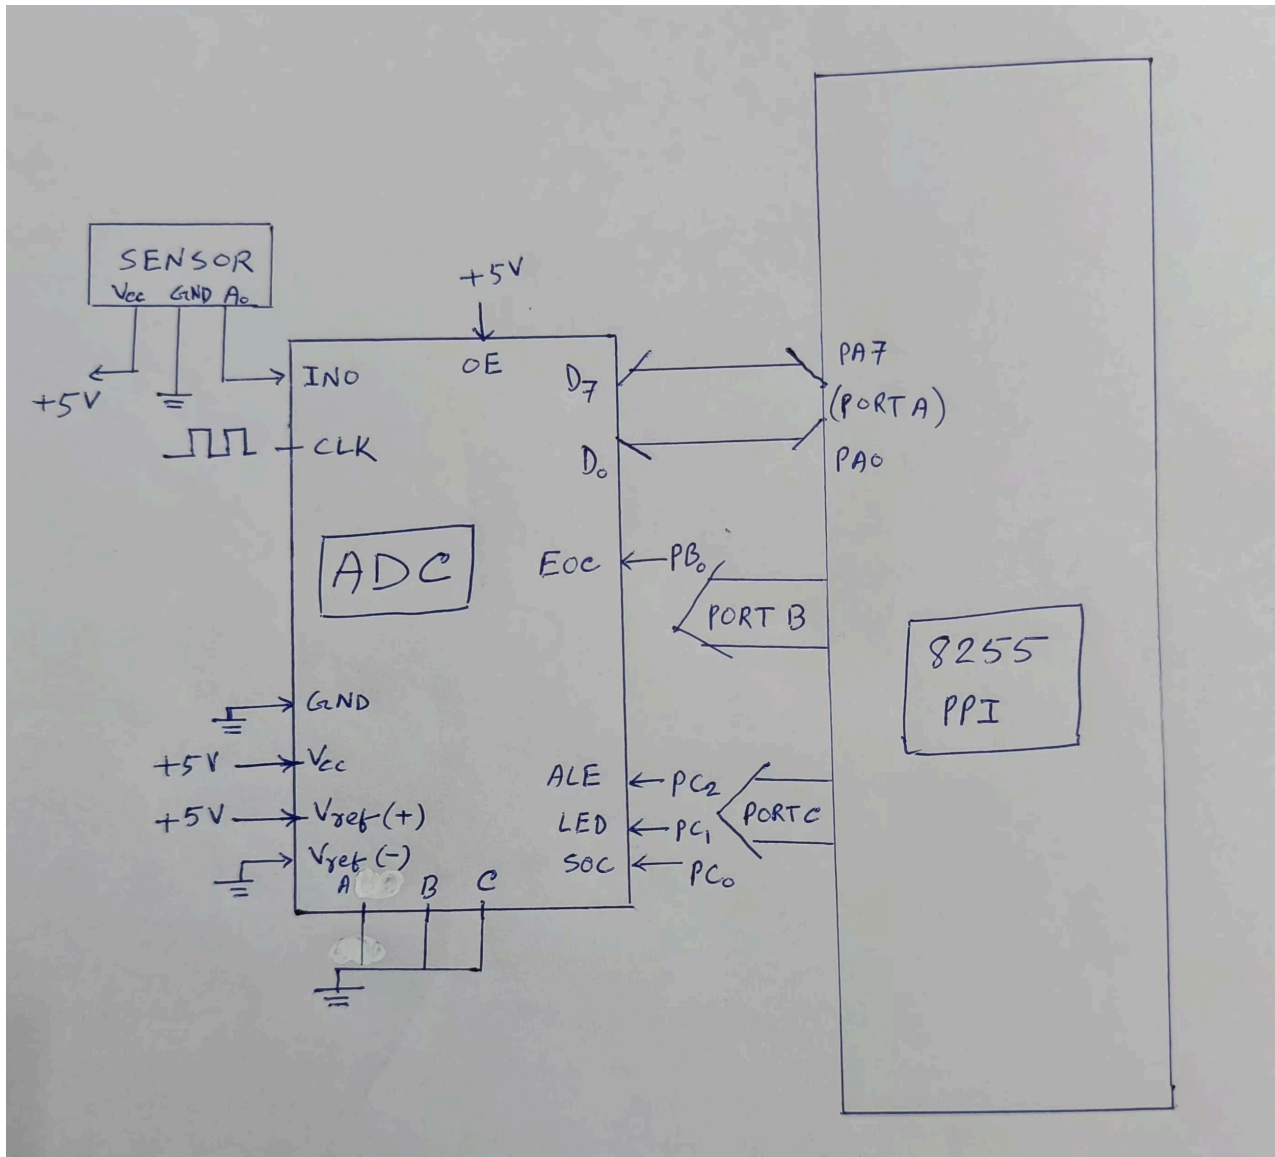 SENSOR
Vcc GND A0
+5V
+5V
OE
IN0
CLK
D7
D0
PA7
(PORT A)
PA0
ADC
EOC
PB0
PORT B
8255
PPI
GND
+5V
Vcc
+5V
Vref(+)
Vref(-)
ALE
PC2
LED
PC1
PORT C
SOC
PC0
A B C